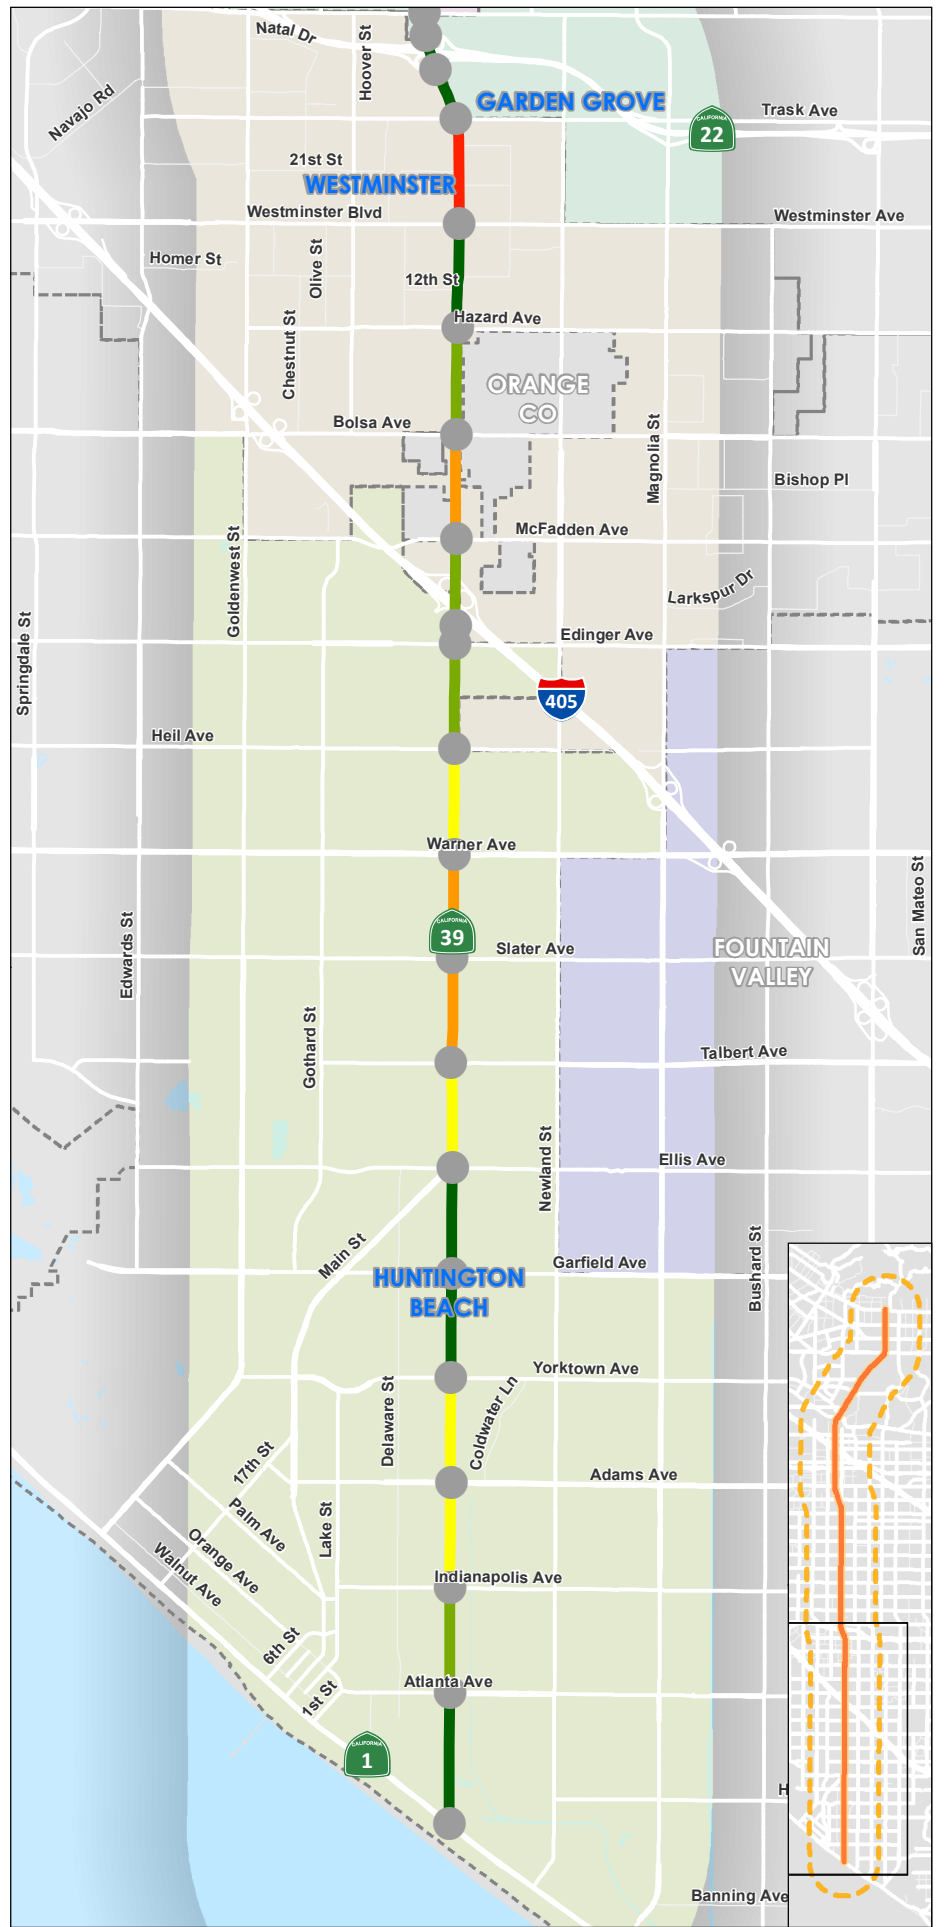 Natal Dr
Hoover St
Navajo Rd
GARDEN GROVE
Trask Ave
CALIFORNIA
22
21st St
WESTMINSTER
Westminster Blvd
Westminster Ave
Homer St
Olive St
12th St
Hazard Ave
Chestnut St
ORANGE
CO
Bolsa Ave
Magnolia St
Bishop Pl
McFadden Ave
Goldenwest St
Larkspur Dr
Springdale St
Edinger Ave
405
Heil Ave
Warner Ave
San Mateo St
Edwards St
CALIFORNIA
39
Slater Ave
FOUNTAIN
VALLEY
Gothard St
Talbert Ave
Newland St
Ellis Ave
Main St
Bushard St
Garfield Ave
HUNTINGTON
BEACH
Yorktown Ave
Delaware St
Coldwater Ln
17th St
Adams Ave
Palm Ave
Lake St
Orange Ave
Walnut Ave
Indianapolis Ave
6th St
Atlanta Ave
1st St
CALIFORNIA
1
H
Banning Ave